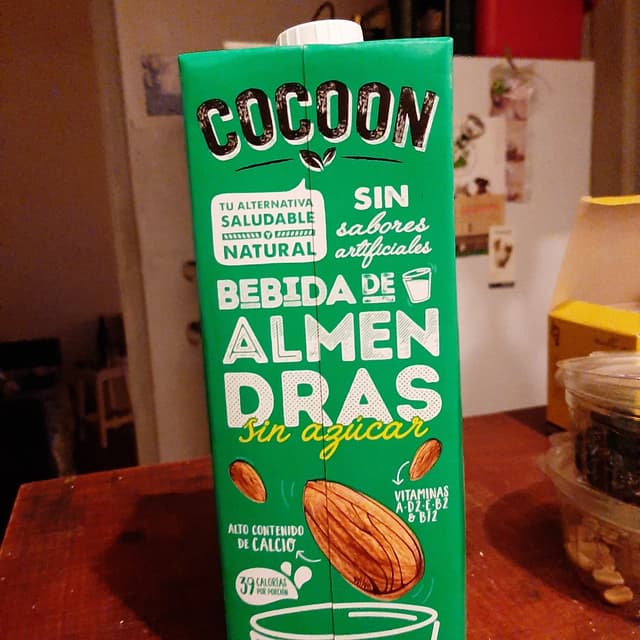 COCOON
TU ALTERNATIVA
SALUDABLE
Y
NATURAL
SIN
sabores
artificiales
BEBIDA DE
ALMEN
DRAS
sin azúcar
VITAMINAS
A·D2·E·B2
& B12
ALTO CONTENIDO
DE CALCIO
39 CALORÍAS
POR PORCIÓN